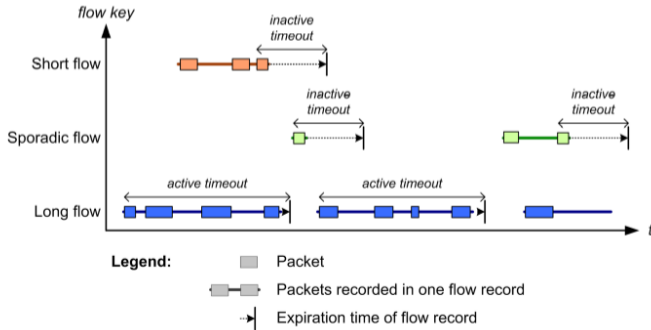 flow key
inactive
timeout
Short flow
inactive
timeout
inactive
timeout
Sporadic flow
active timeout
active timeout
Long flow
t
Legend:
Packet
Packets recorded in one flow record
Expiration time of flow record